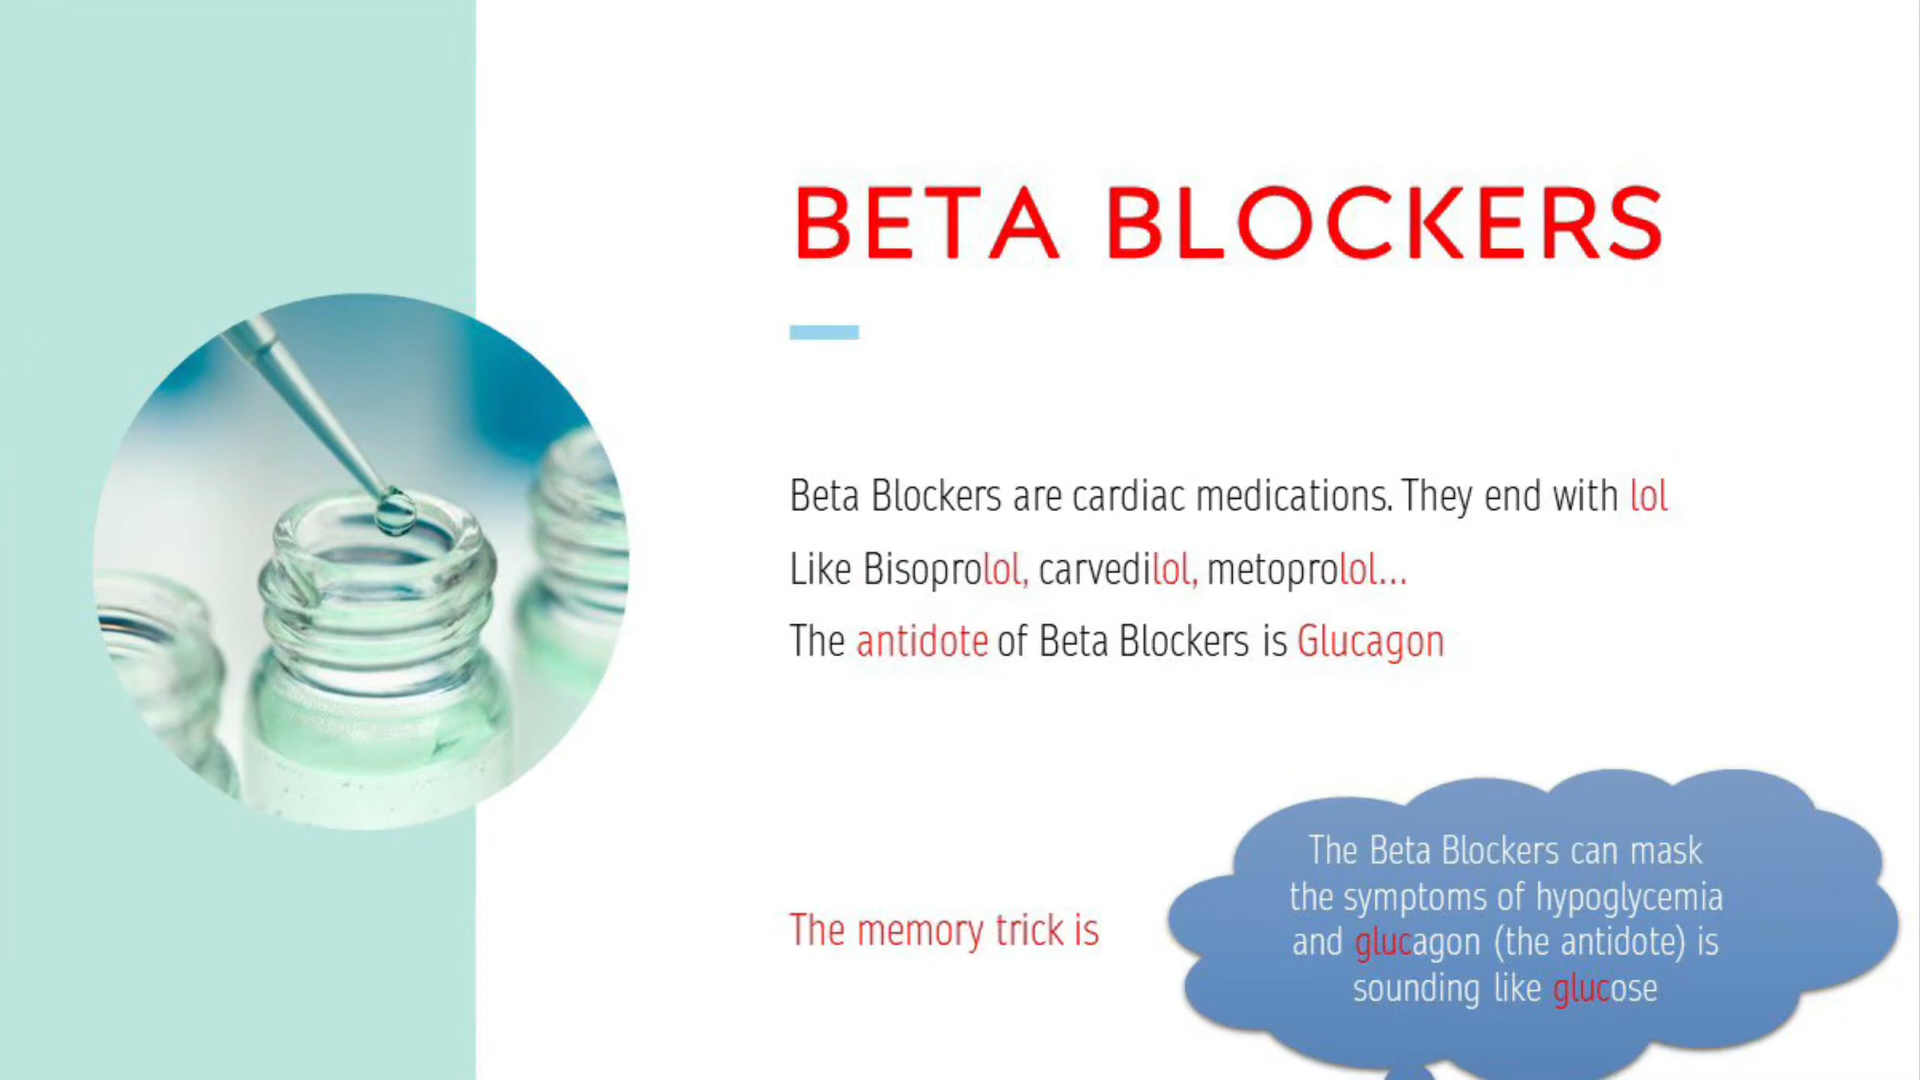 BETA BLOCKERS
Beta Blockers are cardiac medications. They end with lol
Like Bisoprolol, carvedilol, metoprolol...
The antidote of Beta Blockers is Glucagon
The memory trick is
The Beta Blockers can mask
the symptoms of hypoglycemia
and glucagon (the antidote) is
sounding like glucose